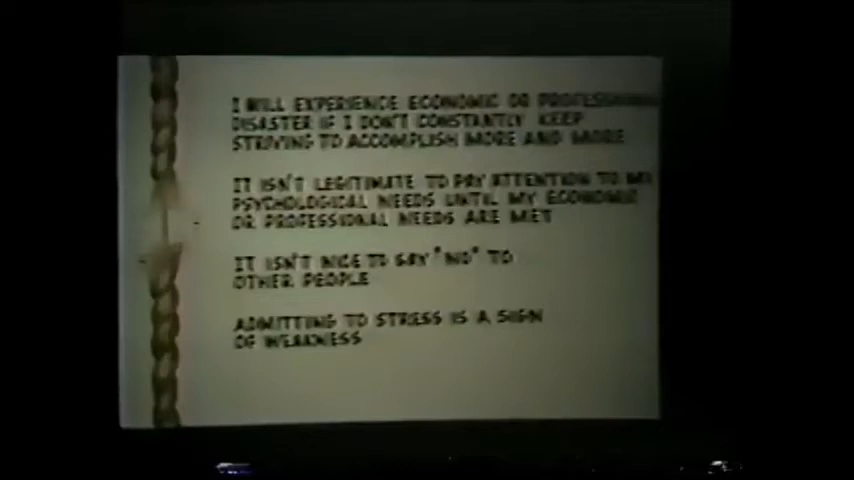 I WILL EXPERIENCE ECONOMIC OR PROFESSIONAL
DISASTER IF I DON'T CONSTANTLY KEEP
STRIVING TO ACCOMPLISH MORE AND MORE
IT ISN'T LEGITIMATE TO PAY ATTENTION TO MY
PSYCHOLOGICAL NEEDS UNTIL MY ECONOMIC
OR PROFESSIONAL NEEDS ARE MET
IT ISN'T NICE TO SAY "NO" TO
OTHER PEOPLE
ADMITTING TO STRESS IS A SIGN
OF WEAKNESS